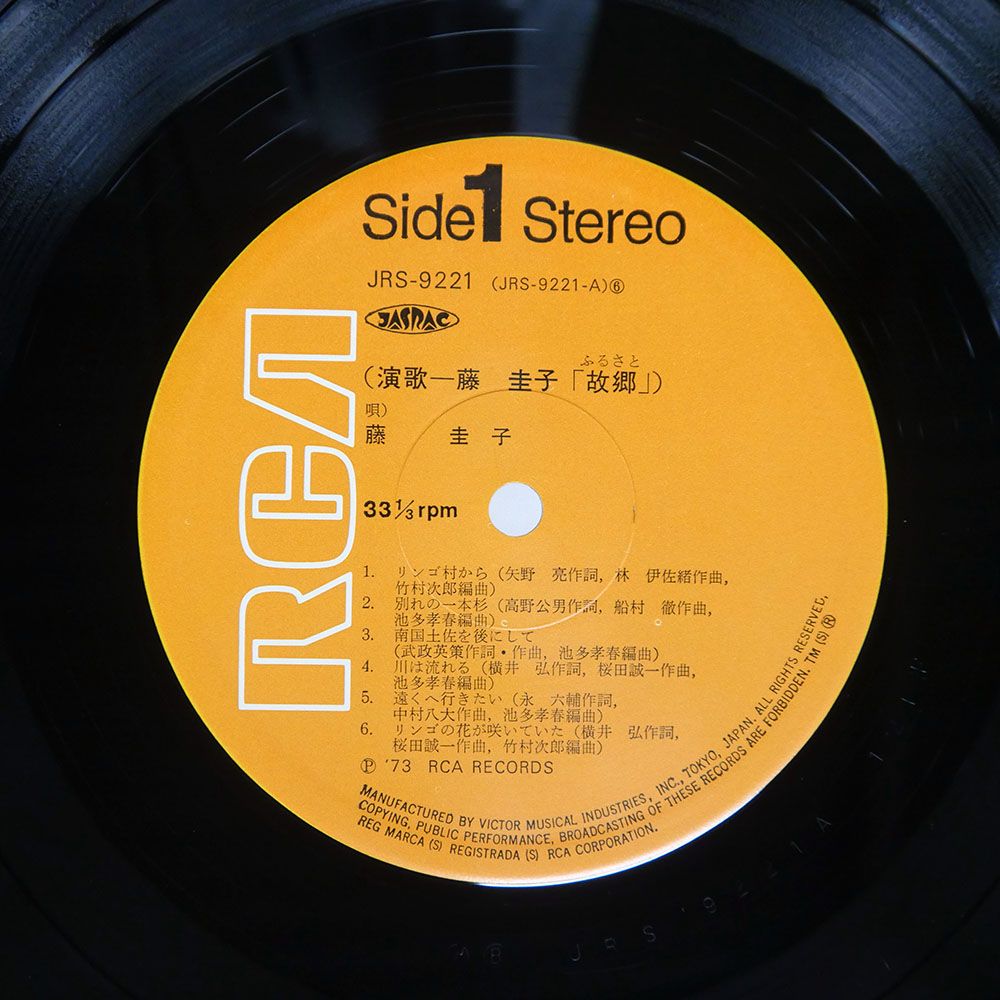 Side 1 Stereo
JRS-9221 (JRS-9221-A)⑥
JASRAC
ふるさと
(演歌—藤 圭子「故郷」)
唄)
藤 圭子
RCA
33 1/3 rpm
1. リンゴ村から (矢野 亮作詞, 林 伊佐緒作曲,
竹村次郎編曲)
2. 別れの一本杉 (高野公男作詞, 船村 徹作曲,
池多孝春編曲)
3. 南国土佐を後にして
(武政英策作詞・作曲, 池多孝春編曲)
4. 川は流れる (横井 弘作詞, 桜田誠一作曲,
池多孝春編曲)
5. 遠くへ行きたい (永 六輔作詞,
中村八大作曲, 池多孝春編曲)
6. リンゴの花が咲いていた (横井 弘作詞,
桜田誠一作曲, 竹村次郎編曲)
Ⓟ '73 RCA RECORDS
MANUFACTURED BY VICTOR MUSICAL INDUSTRIES, INC., TOKYO, JAPAN. ALL RIGHTS RESERVED,
COPYING, PUBLIC PERFORMANCE, BROADCASTING OF THESE RECORDS ARE FORBIDDEN. TM (S) Ⓡ
REG MARCA (S) REGISTRADA (S) RCA CORPORATION.